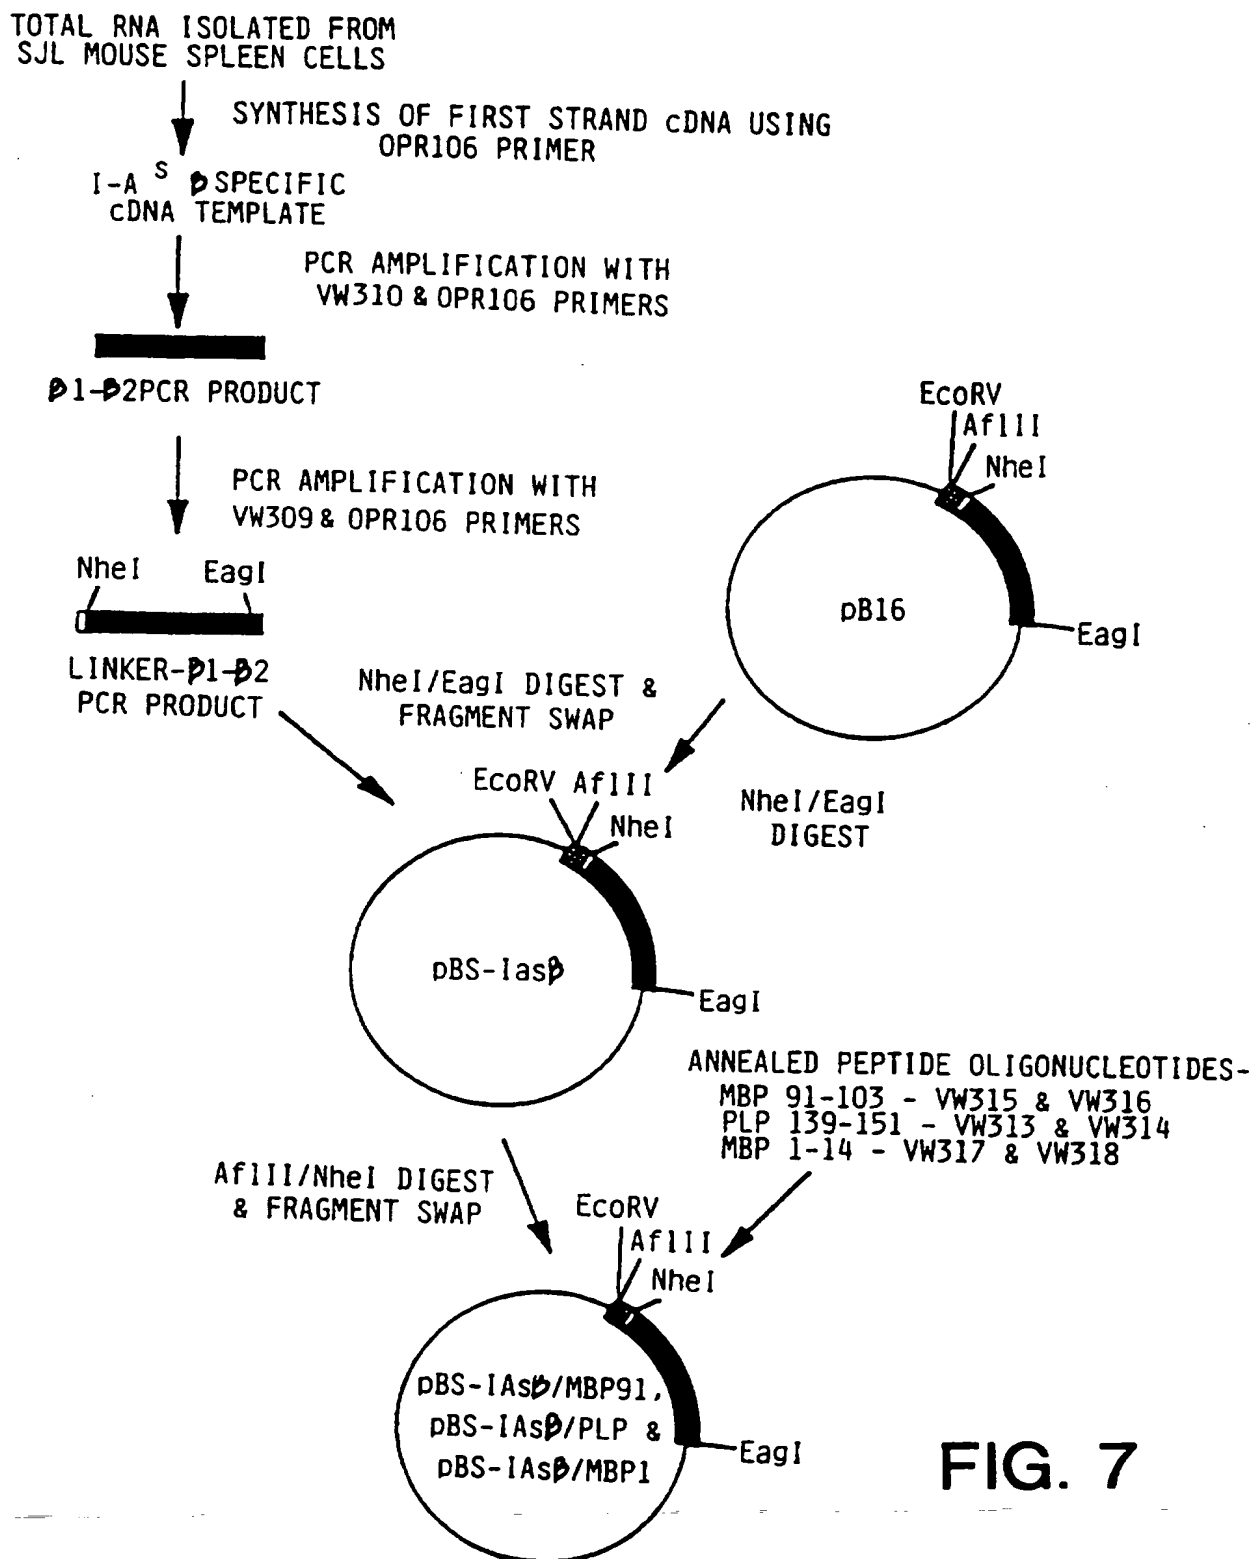 TOTAL RNA ISOLATED FROM
SJL MOUSE SPLEEN CELLS
SYNTHESIS OF FIRST STRAND cDNA USING
OPR106 PRIMER
I-A S β SPECIFIC
cDNA TEMPLATE
PCR AMPLIFICATION WITH
VW310 & OPR106 PRIMERS
β1-β2PCR PRODUCT
PCR AMPLIFICATION WITH
VW309 & OPR106 PRIMERS
NheI EagI
LINKER-β1-β2
PCR PRODUCT
EcoRV
AflII
NheI
pB16
EagI
NheI/EagI DIGEST &
FRAGMENT SWAP
NheI/EagI
DIGEST
EcoRV AflII
NheI
pBS-Iasβ
EagI
ANNEALED PEPTIDE OLIGONUCLEOTIDES-
MBP 91-103 - VW315 & VW316
PLP 139-151 - VW313 & VW314
MBP 1-14 - VW317 & VW318
AflII/NheI DIGEST
& FRAGMENT SWAP
EcoRV
AflII
NheI
pBS-IAsβ/MBP91,
pBS-IAsβ/PLP &
pBS-IAsβ/MBP1
EagI
FIG. 7